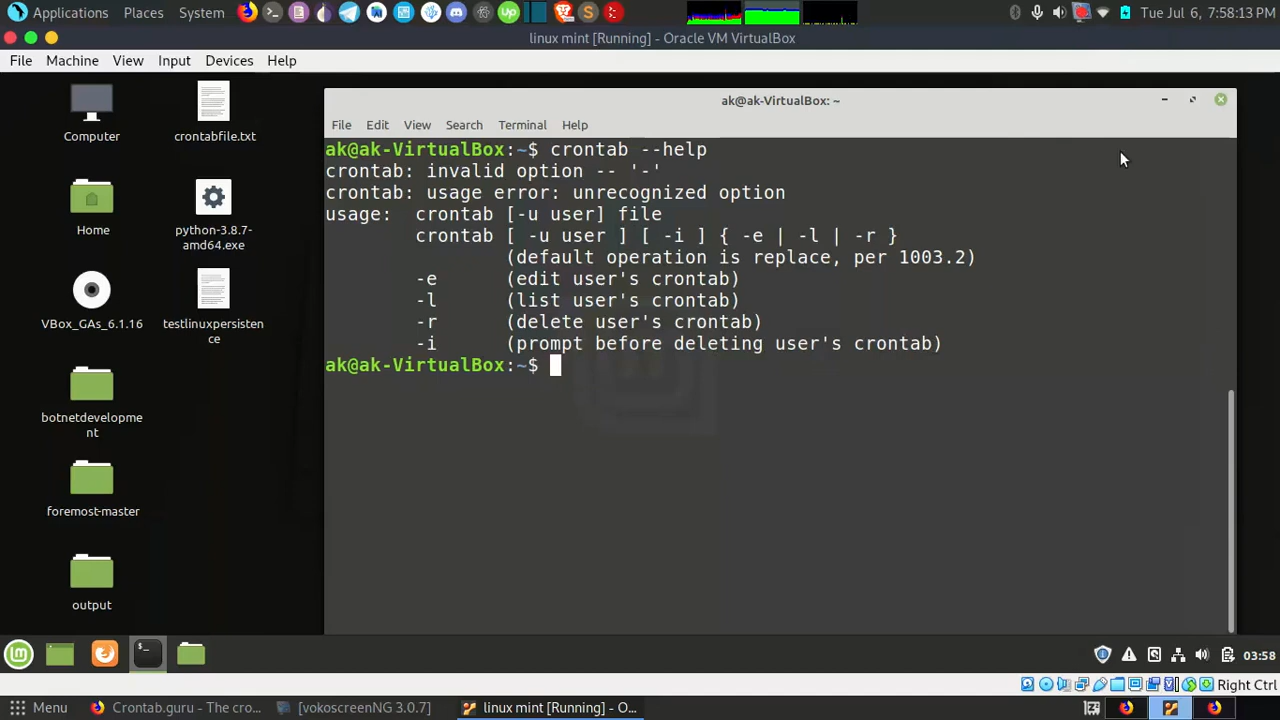 Applications Places System
Tue Jul 6, 7:58:13 PM
linux mint [Running] - Oracle VM VirtualBox
File Machine View Input Devices Help
Computer
crontabfile.txt
Home
python-3.8.7-
amd64.exe
VBox_GAs_6.1.16
testlinuxpersisten
ce
botnetdevelopme
nt
foremost-master
output
ak@ak-VirtualBox: ~
File Edit View Search Terminal Help
ak@ak-VirtualBox:~$ crontab --help
crontab: invalid option -- '-'
crontab: usage error: unrecognized option
usage: crontab [-u user] file
crontab [ -u user ] [ -i ] { -e | -l | -r }
(default operation is replace, per 1003.2)
-e (edit user's crontab)
-l (list user's crontab)
-r (delete user's crontab)
-i (prompt before deleting user's crontab)
ak@ak-VirtualBox:~$
03:58
Right Ctrl
Menu Crontab.guru - The cro... [vokoscreenNG 3.0.7] linux mint [Running] - O...